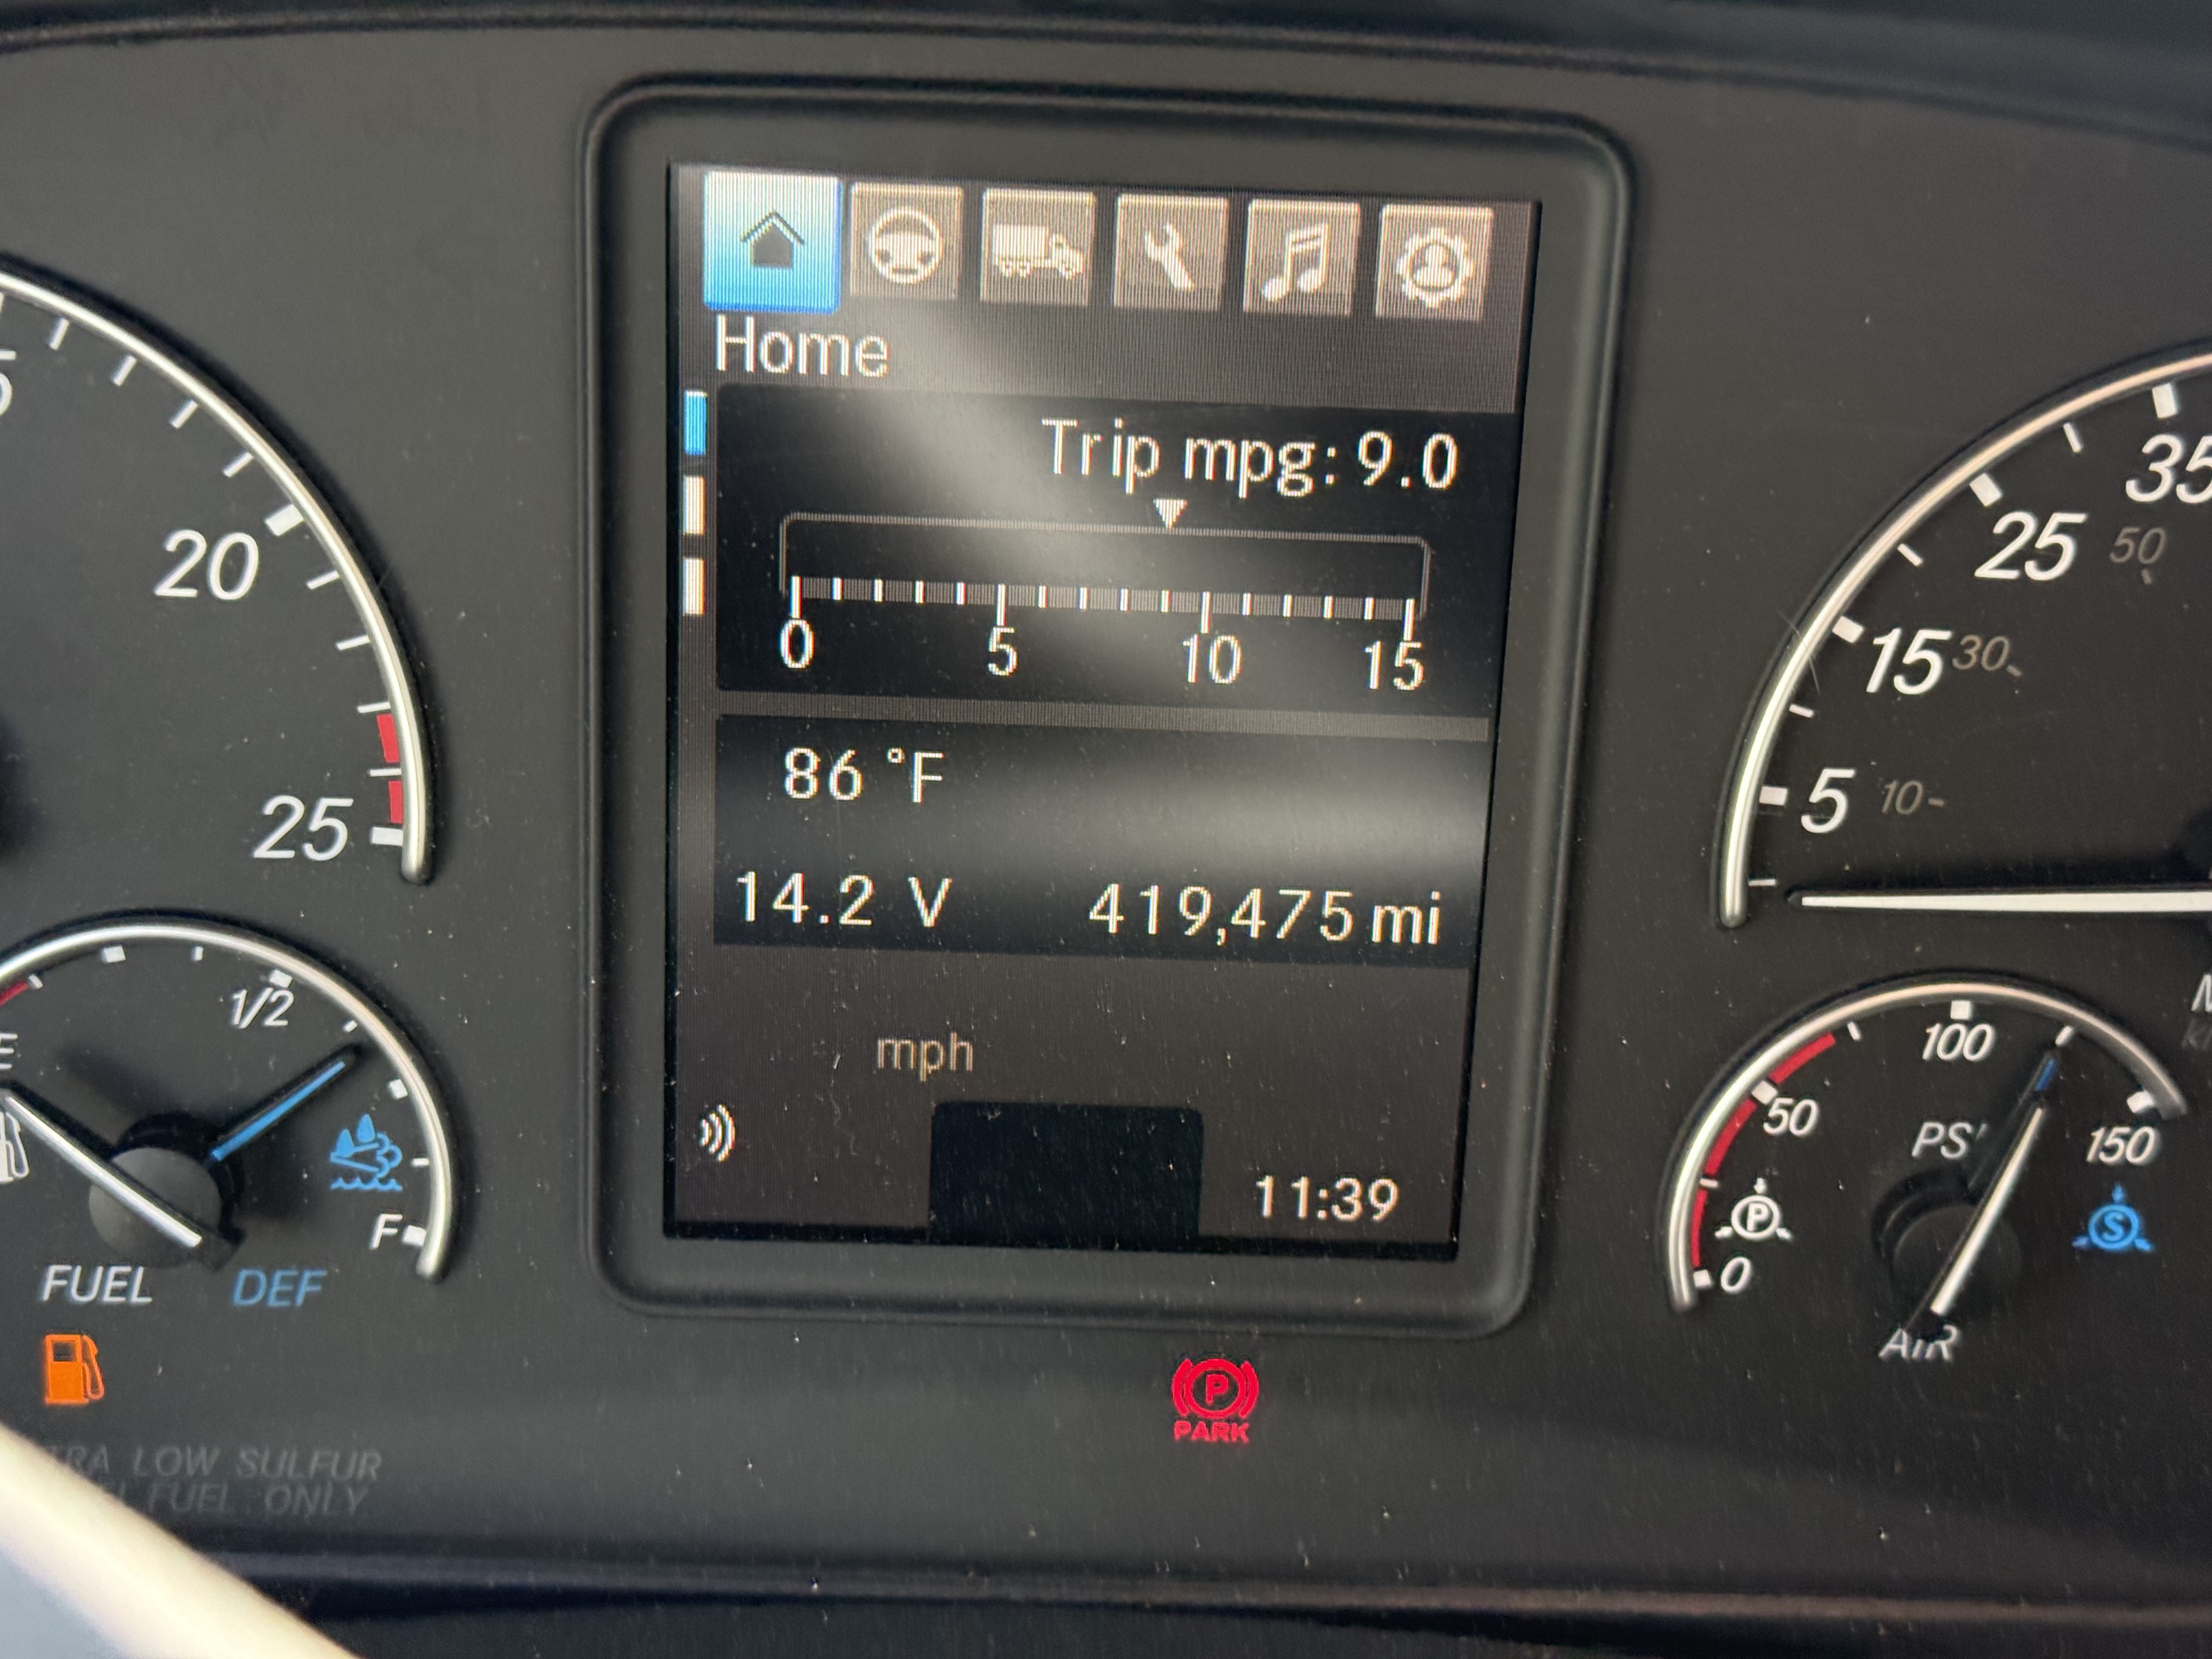 Home
Trip mpg: 9.0
0 5 10 15
86 °F
14.2 V 419,475 mi
mph
11:39
20
25
1/2
E
F
FUEL DEF
LOW SULFUR
FUEL ONLY
P
PARK
35
25 50
15 30
5 10
100
50
150
0
P
S
AIR